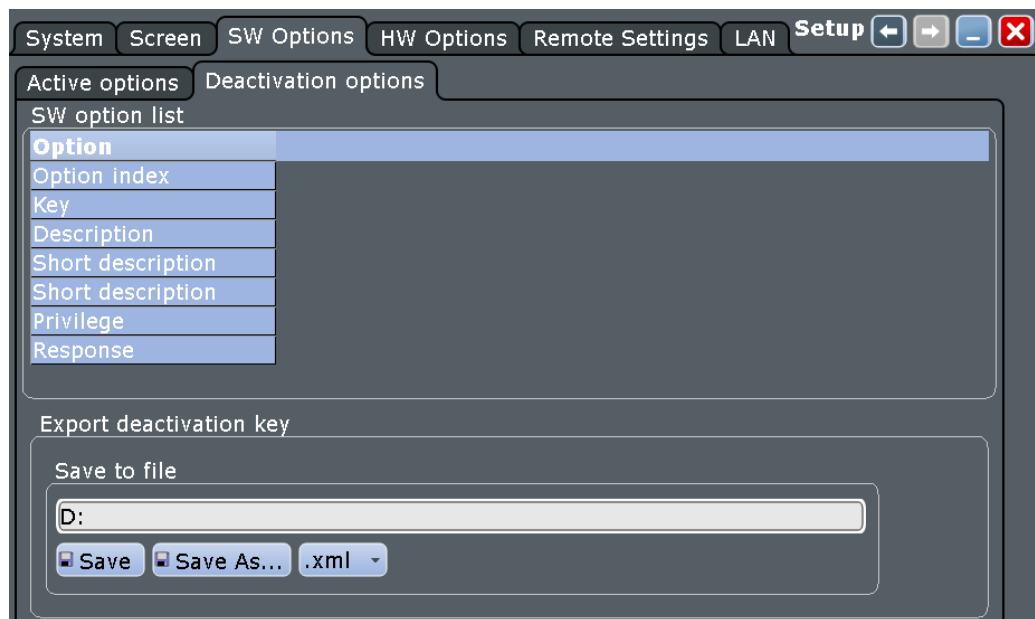 System Screen SW Options HW Options Remote Settings LAN Setup
Active options Deactivation options
SW option list
Option
Option index
Key
Description
Short description
Short description
Privilege
Response
Export deactivation key
Save to file
D:
Save Save As... .xml